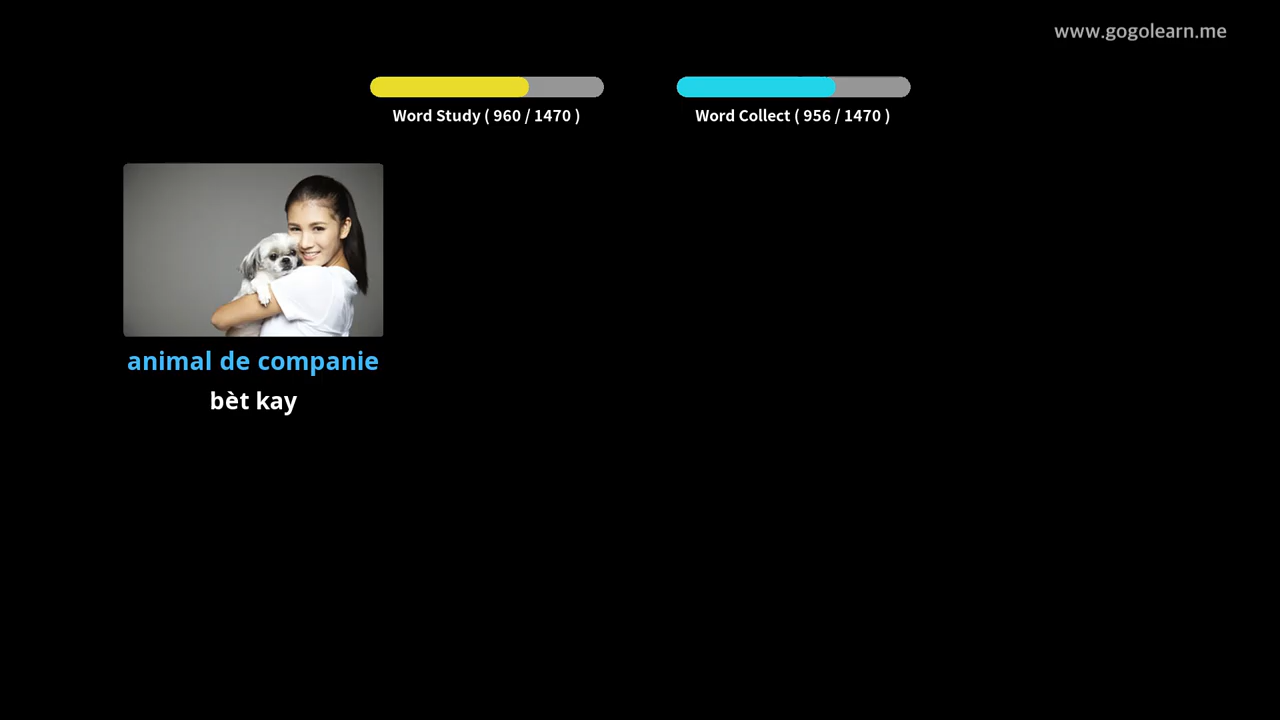 www.gogolearn.me
Word Study ( 960 / 1470 )
Word Collect ( 956 / 1470 )
animal de companie
bèt kay